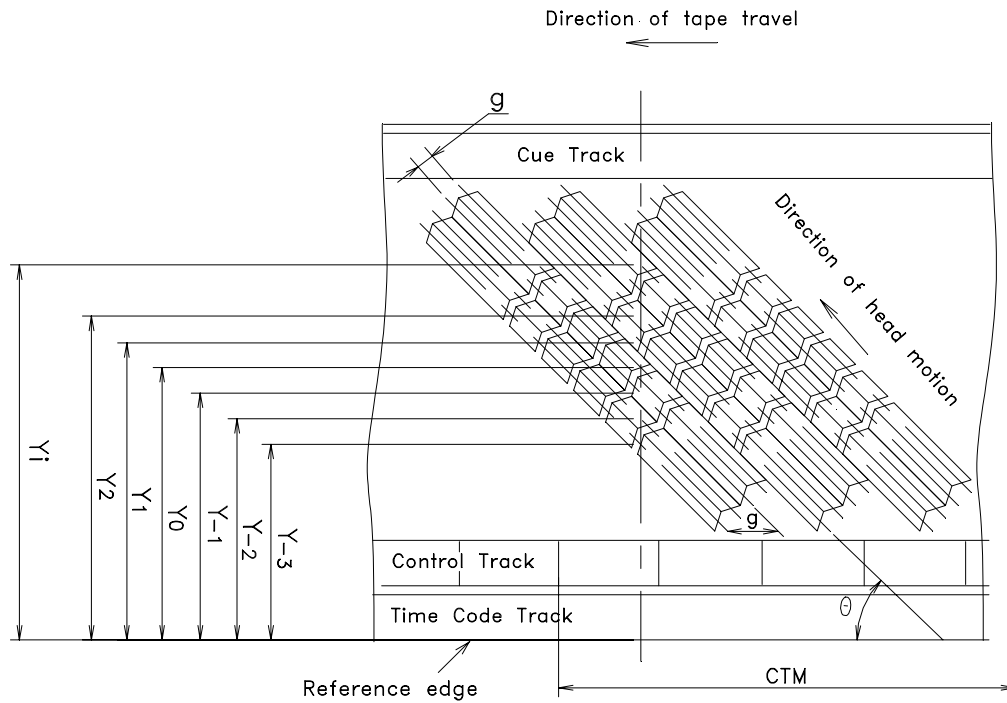 Direction of tape travel
g
Cue Track
Direction of head motion
Yi
Y2
Y1
Y0
Y-1
Y-2
Y-3
g
Control Track
θ
Time Code Track
CTM
Reference edge